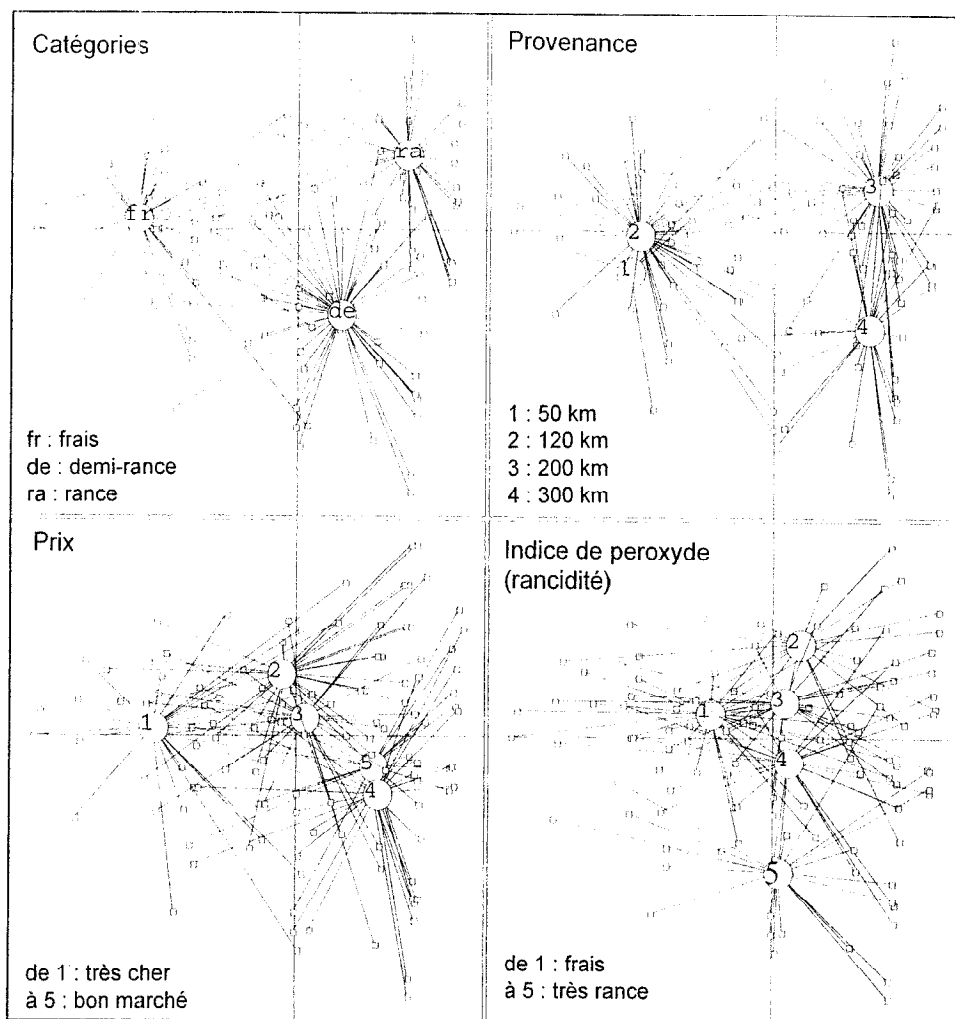 Catégories
fr
ra
de
fr : frais
de : demi-rance
ra : rance
Provenance
3
2
1
4
1 : 50 km
2 : 120 km
3 : 200 km
4 : 300 km
Prix
2
1
3
5
4
de 1 : très cher
à 5 : bon marché
Indice de peroxyde
(rancidité)
2
3
1
4
5
de 1 : frais
à 5 : très rance